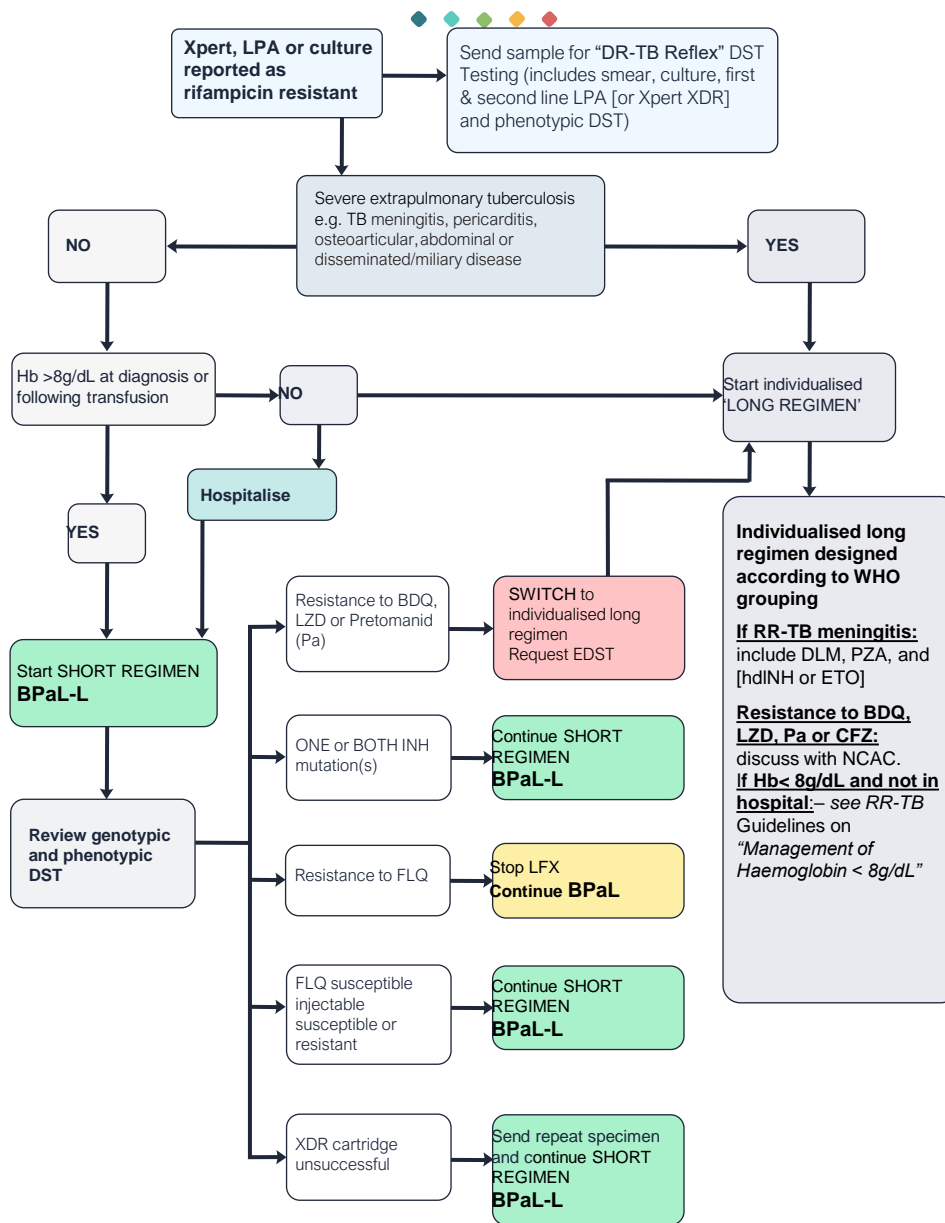 Xpert, LPA or culture
reported as
rifampicin resistant
Send sample for “DR-TB Reflex” DST
Testing (includes smear, culture, first
& second line LPA [or Xpert XDR]
and phenotypic DST)
Severe extrapulmonary tuberculosis
e.g. TB meningitis, pericarditis,
osteoarticular, abdominal or
disseminated/miliary disease
NO
YES
Hb >8g/dL at diagnosis or
following transfusion
NO
Start individualised
‘LONG REGIMEN’
Hospitalise
YES
Start SHORT REGIMEN
BPaL-L
Review genotypic
and phenotypic
DST
Resistance to BDQ,
LZD or Pretomanid
(Pa)
SWITCH to
individualised long
regimen
Request EDST
ONE or BOTH INH
mutation(s)
Continue SHORT
REGIMEN
BPaL-L
Resistance to FLQ
Stop LFX
Continue BPaL
FLQ susceptible
injectable
susceptible or
resistant
Continue SHORT
REGIMEN
BPaL-L
XDR cartridge
unsuccessful
Send repeat specimen
and continue SHORT
REGIMEN
BPaL-L
Individualised long
regimen designed
according to WHO
grouping
If RR-TB meningitis:
include DLM, PZA, and
[hdINH or ETO]
Resistance to BDQ,
LZD, Pa or CFZ:
discuss with NCAC.
If Hb< 8g/dL and not in
hospital:– see RR-TB
Guidelines on
“Management of
Haemoglobin < 8g/dL”